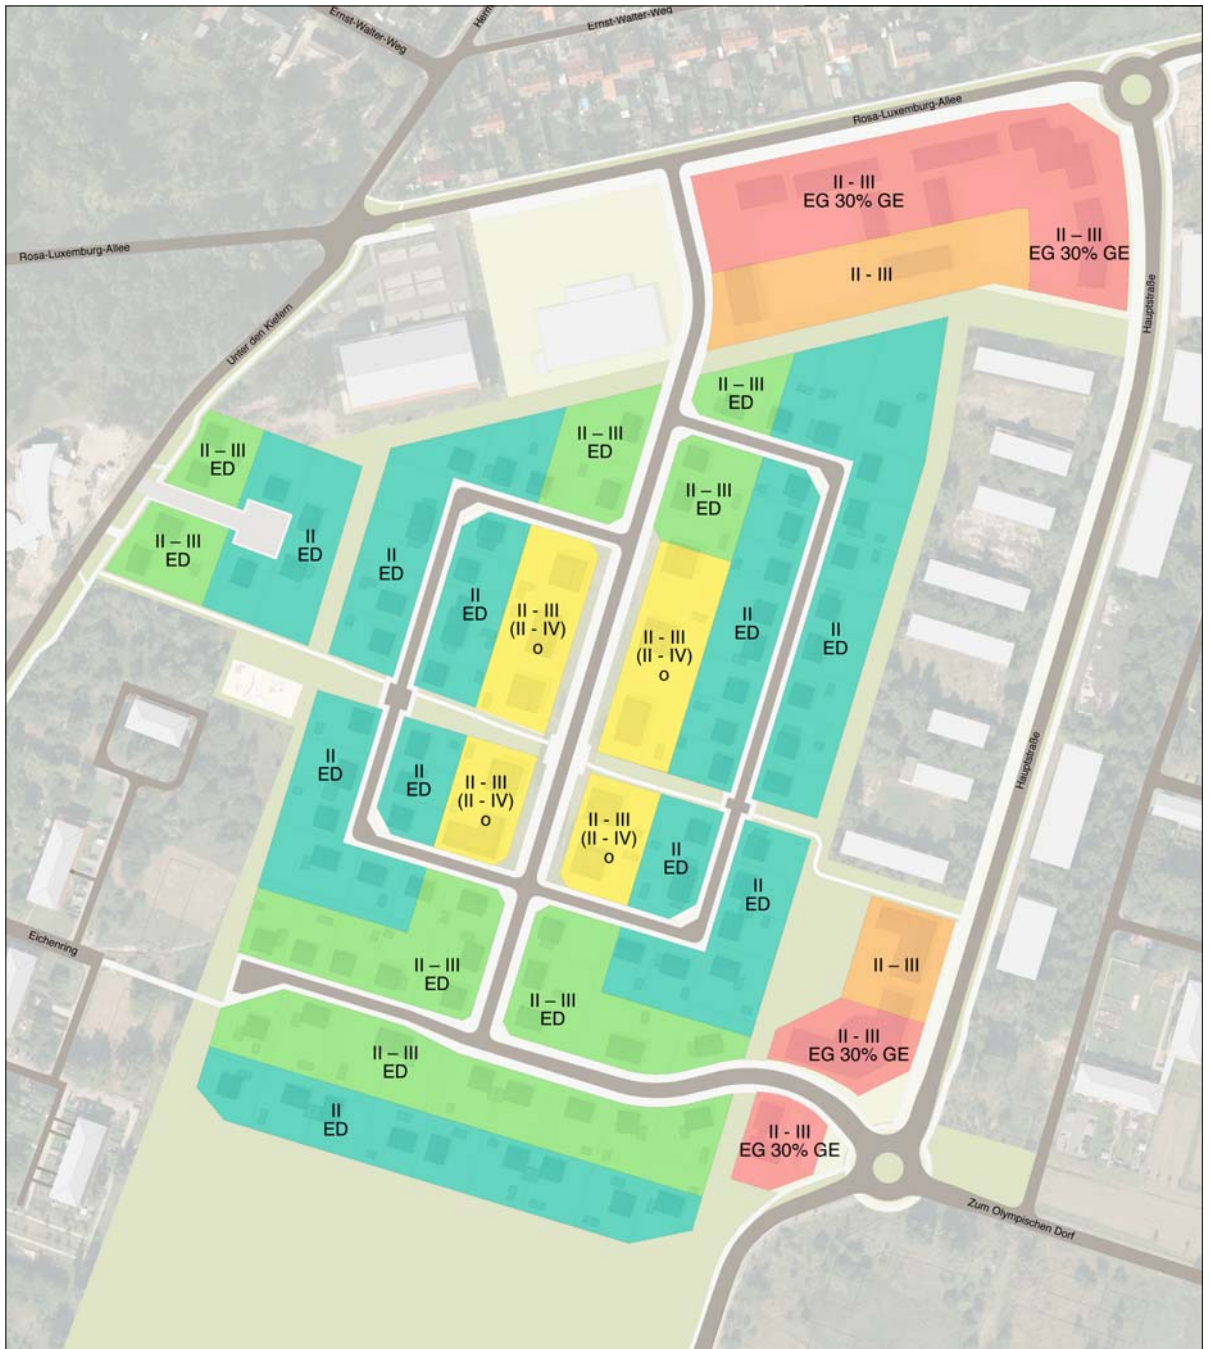 Ernst-Walter-Weg
Herm
Ernst-Walter-Weg
Rosa-Luxemburg-Allee
II - III
EG 30% GE
II – III
EG 30% GE
Rosa-Luxemburg-Allee
II - III
Hauptstraße
Unter den Kiefern
II – III
ED
II – III
ED
II – III
ED
II – III
ED
II – III
ED
II
ED
II
ED
II
ED
II - III
(II - IV)
o
II - III
(II - IV)
o
II
ED
II
ED
II
ED
II
ED
II - III
(II - IV)
o
II - III
(II - IV)
o
II
ED
II
ED
Hauptstraße
Eichenring
II – III
ED
II – III
ED
II – III
II – III
ED
II - III
EG 30% GE
II
ED
II - III
EG 30% GE
Zum Olympischen Dorf